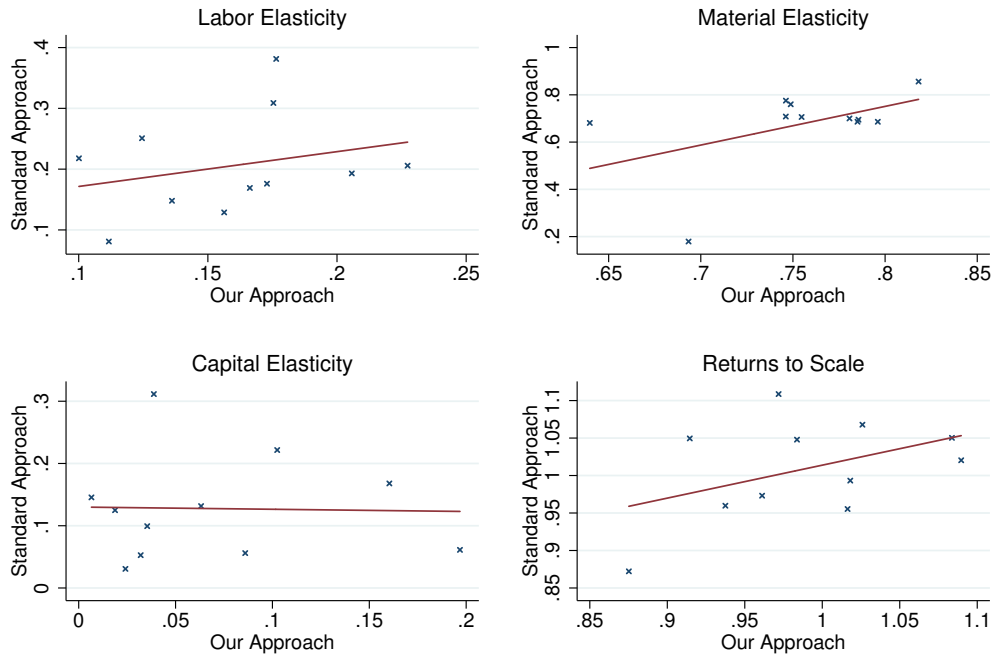 Labor Elasticity
Standard Approach
.4
.3
.2
.1
.1 .15 .2 .25
Our Approach
Material Elasticity
Standard Approach
1
.8
.6
.4
.2
.65 .7 .75 .8 .85
Our Approach
Capital Elasticity
Standard Approach
.3
.2
.1
0
0 .05 .1 .15 .2
Our Approach
Returns to Scale
Standard Approach
1.1
1.05
1
.95
.9
.85
.85 .9 .95 1 1.05 1.1
Our Approach